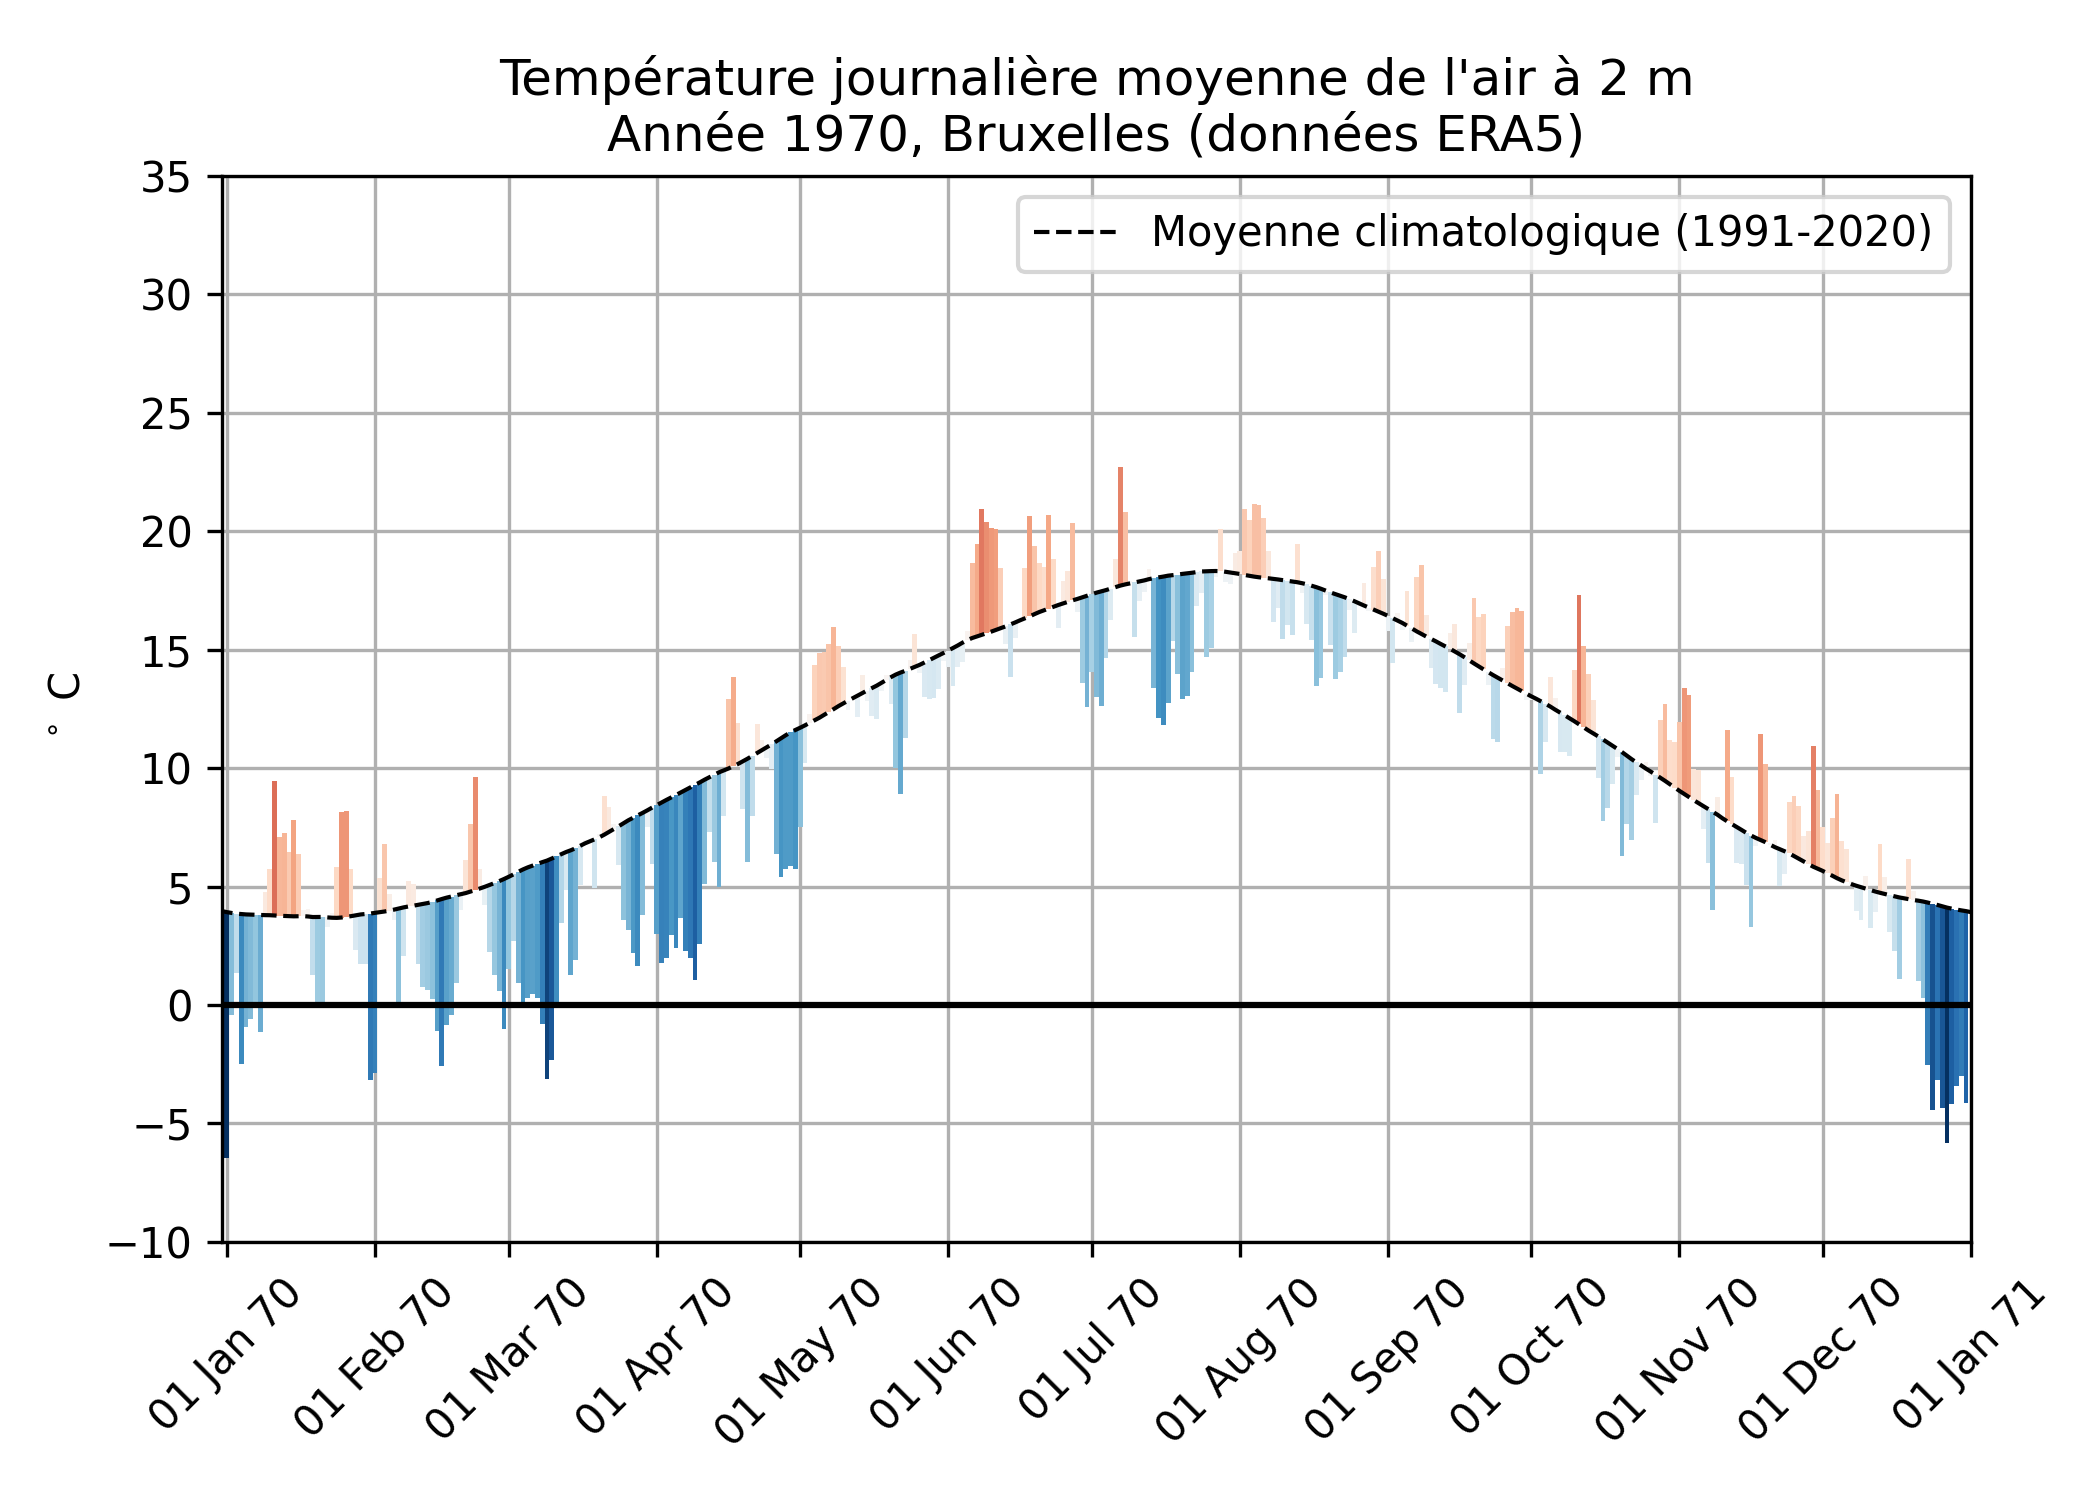 Température journalière moyenne de l'air à 2 m
Année 1970, Bruxelles (données ERA5)
Moyenne climatologique (1991-2020)
° C
35
30
25
20
15
10
5
0
−5
−10
01 Jan 70
01 Feb 70
01 Mar 70
01 Apr 70
01 May 70
01 Jun 70
01 Jul 70
01 Aug 70
01 Sep 70
01 Oct 70
01 Nov 70
01 Dec 70
01 Jan 71